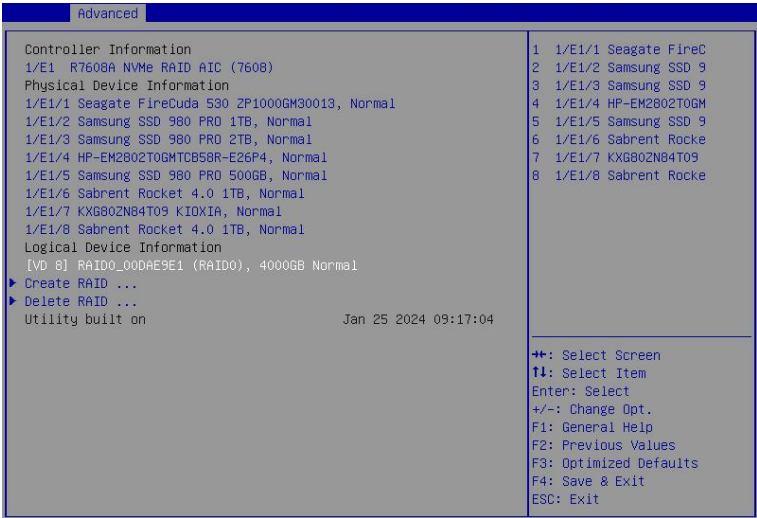 Advanced
Controller Information
1/E1 R7608A NVMe RAID AIC (7608)
Physical Device Information
1/E1/1 Seagate FireCuda 530 ZP1000GM30013, Normal
1/E1/2 Samsung SSD 980 PRO 1TB, Normal
1/E1/3 Samsung SSD 980 PRO 2TB, Normal
1/E1/4 HP-EM2802T0GMTCB58R-E26P4, Normal
1/E1/5 Samsung SSD 980 PRO 500GB, Normal
1/E1/6 Sabrent Rocket 4.0 1TB, Normal
1/E1/7 KXG80ZN84T09 KIOXIA, Normal
1/E1/8 Sabrent Rocket 4.0 1TB, Normal
Logical Device Information
[VD 8] RAID0_00DAE9E1 (RAID0), 4000GB Normal
Create RAID ...
Delete RAID ...
Utility built on Jan 25 2024 09:17:04
1 1/E1/1 Seagate FireC
2 1/E1/2 Samsung SSD 9
3 1/E1/3 Samsung SSD 9
4 1/E1/4 HP-EM2802T0GM
5 1/E1/5 Samsung SSD 9
6 1/E1/6 Sabrent Rocke
7 1/E1/7 KXG80ZN84T09
8 1/E1/8 Sabrent Rocke
→←: Select Screen
↑↓: Select Item
Enter: Select
+/-: Change Opt.
F1: General Help
F2: Previous Values
F3: Optimized Defaults
F4: Save & Exit
ESC: Exit